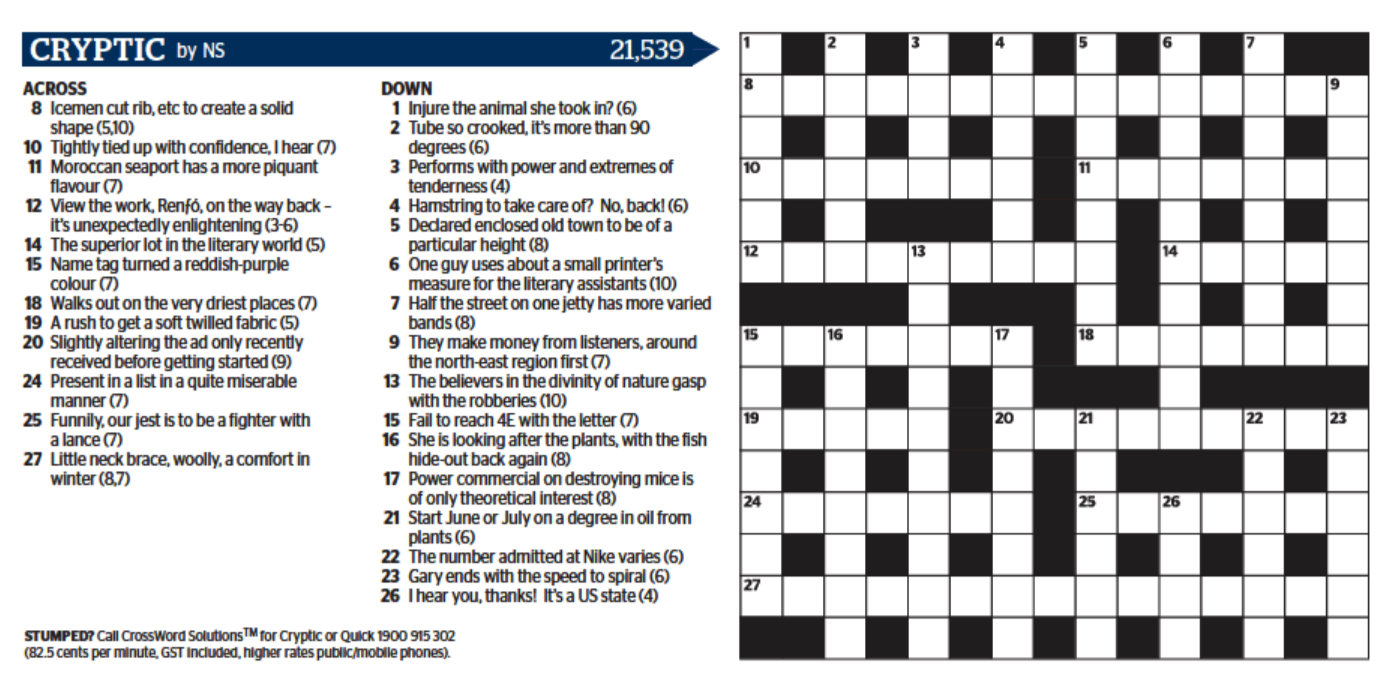 CRYPTIC by NS 21,539
ACROSS
8 Icemen cut rib, etc to create a solid
shape (5,10)
10 Tightly tied up with confidence, I hear (7)
11 Moroccan seaport has a more piquant
flavour (7)
12 View the work, Renfó, on the way back –
it's unexpectedly enlightening (3-6)
14 The superior lot in the literary world (5)
15 Name tag turned a reddish-purple
colour (7)
18 Walks out on the very driest places (7)
19 A rush to get a soft twilled fabric (5)
20 Slightly altering the ad only recently
received before getting started (9)
24 Present in a list in a quite miserable
manner (7)
25 Funnily, our jest is to be a fighter with
a lance (7)
27 Little neck brace, woolly, a comfort in
winter (8,7)
DOWN
1 Injure the animal she took in? (6)
2 Tube so crooked, it's more than 90
degrees (6)
3 Performs with power and extremes of
tenderness (4)
4 Hamstring to take care of? No, back! (6)
5 Declared enclosed old town to be of a
particular height (8)
6 One guy uses about a small printer's
measure for the literary assistants (10)
7 Half the street on one jetty has more varied
bands (8)
9 They make money from listeners, around
the north-east region first (7)
13 The believers in the divinity of nature gasp
with the robberies (10)
15 Fail to reach 4E with the letter (7)
16 She is looking after the plants, with the fish
hide-out back again (8)
17 Power commercial on destroying mice is
of only theoretical interest (8)
21 Start June or July on a degree in oil from
plants (6)
22 The number admitted at Nike varies (6)
23 Gary ends with the speed to spiral (6)
26 I hear you, thanks! It's a US state (4)
STUMPED? Call CrossWord Solutions™ for Cryptic or Quick 1900 915 302
(82.5 cents per minute, GST included, higher rates public/mobile phones).
1 2 3 4 5 6 7
8 9
10 11
12 13 14
15 16 17 18
19 20 21 22 23
24 25 26
27